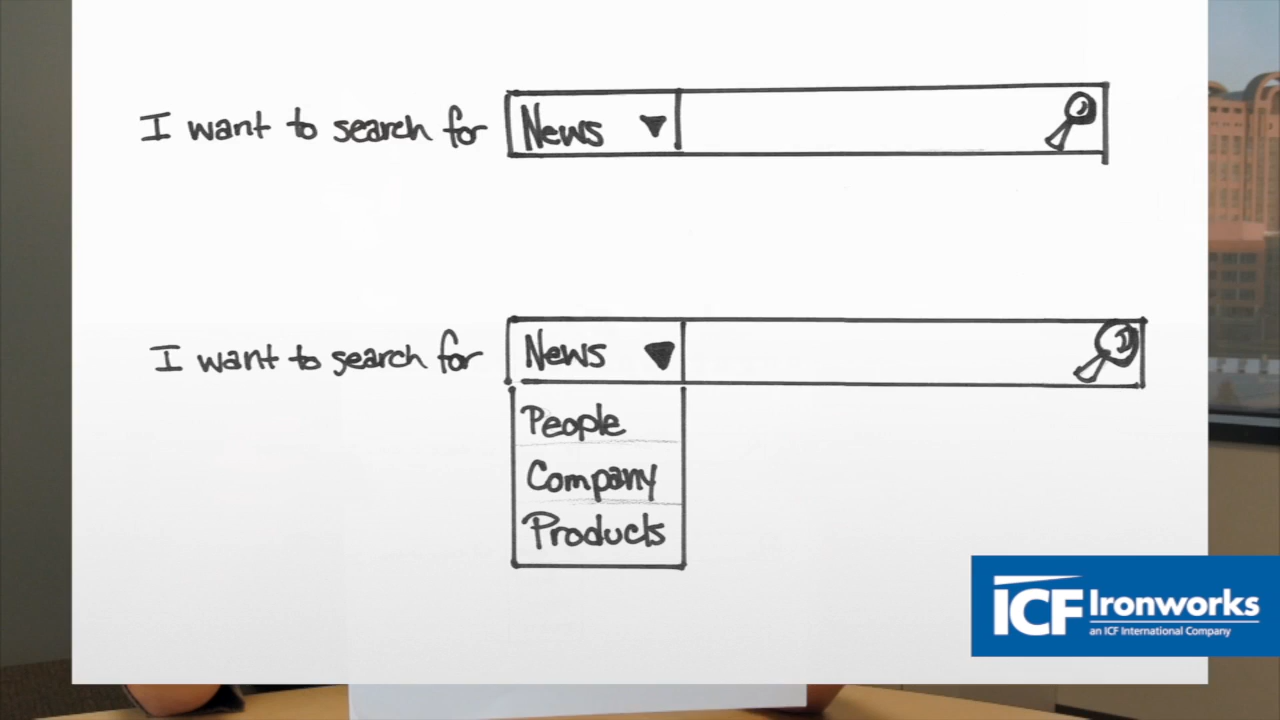 I want to search for News
I want to search for News
People
Company
Products
ICF Ironworks
an ICF International Company